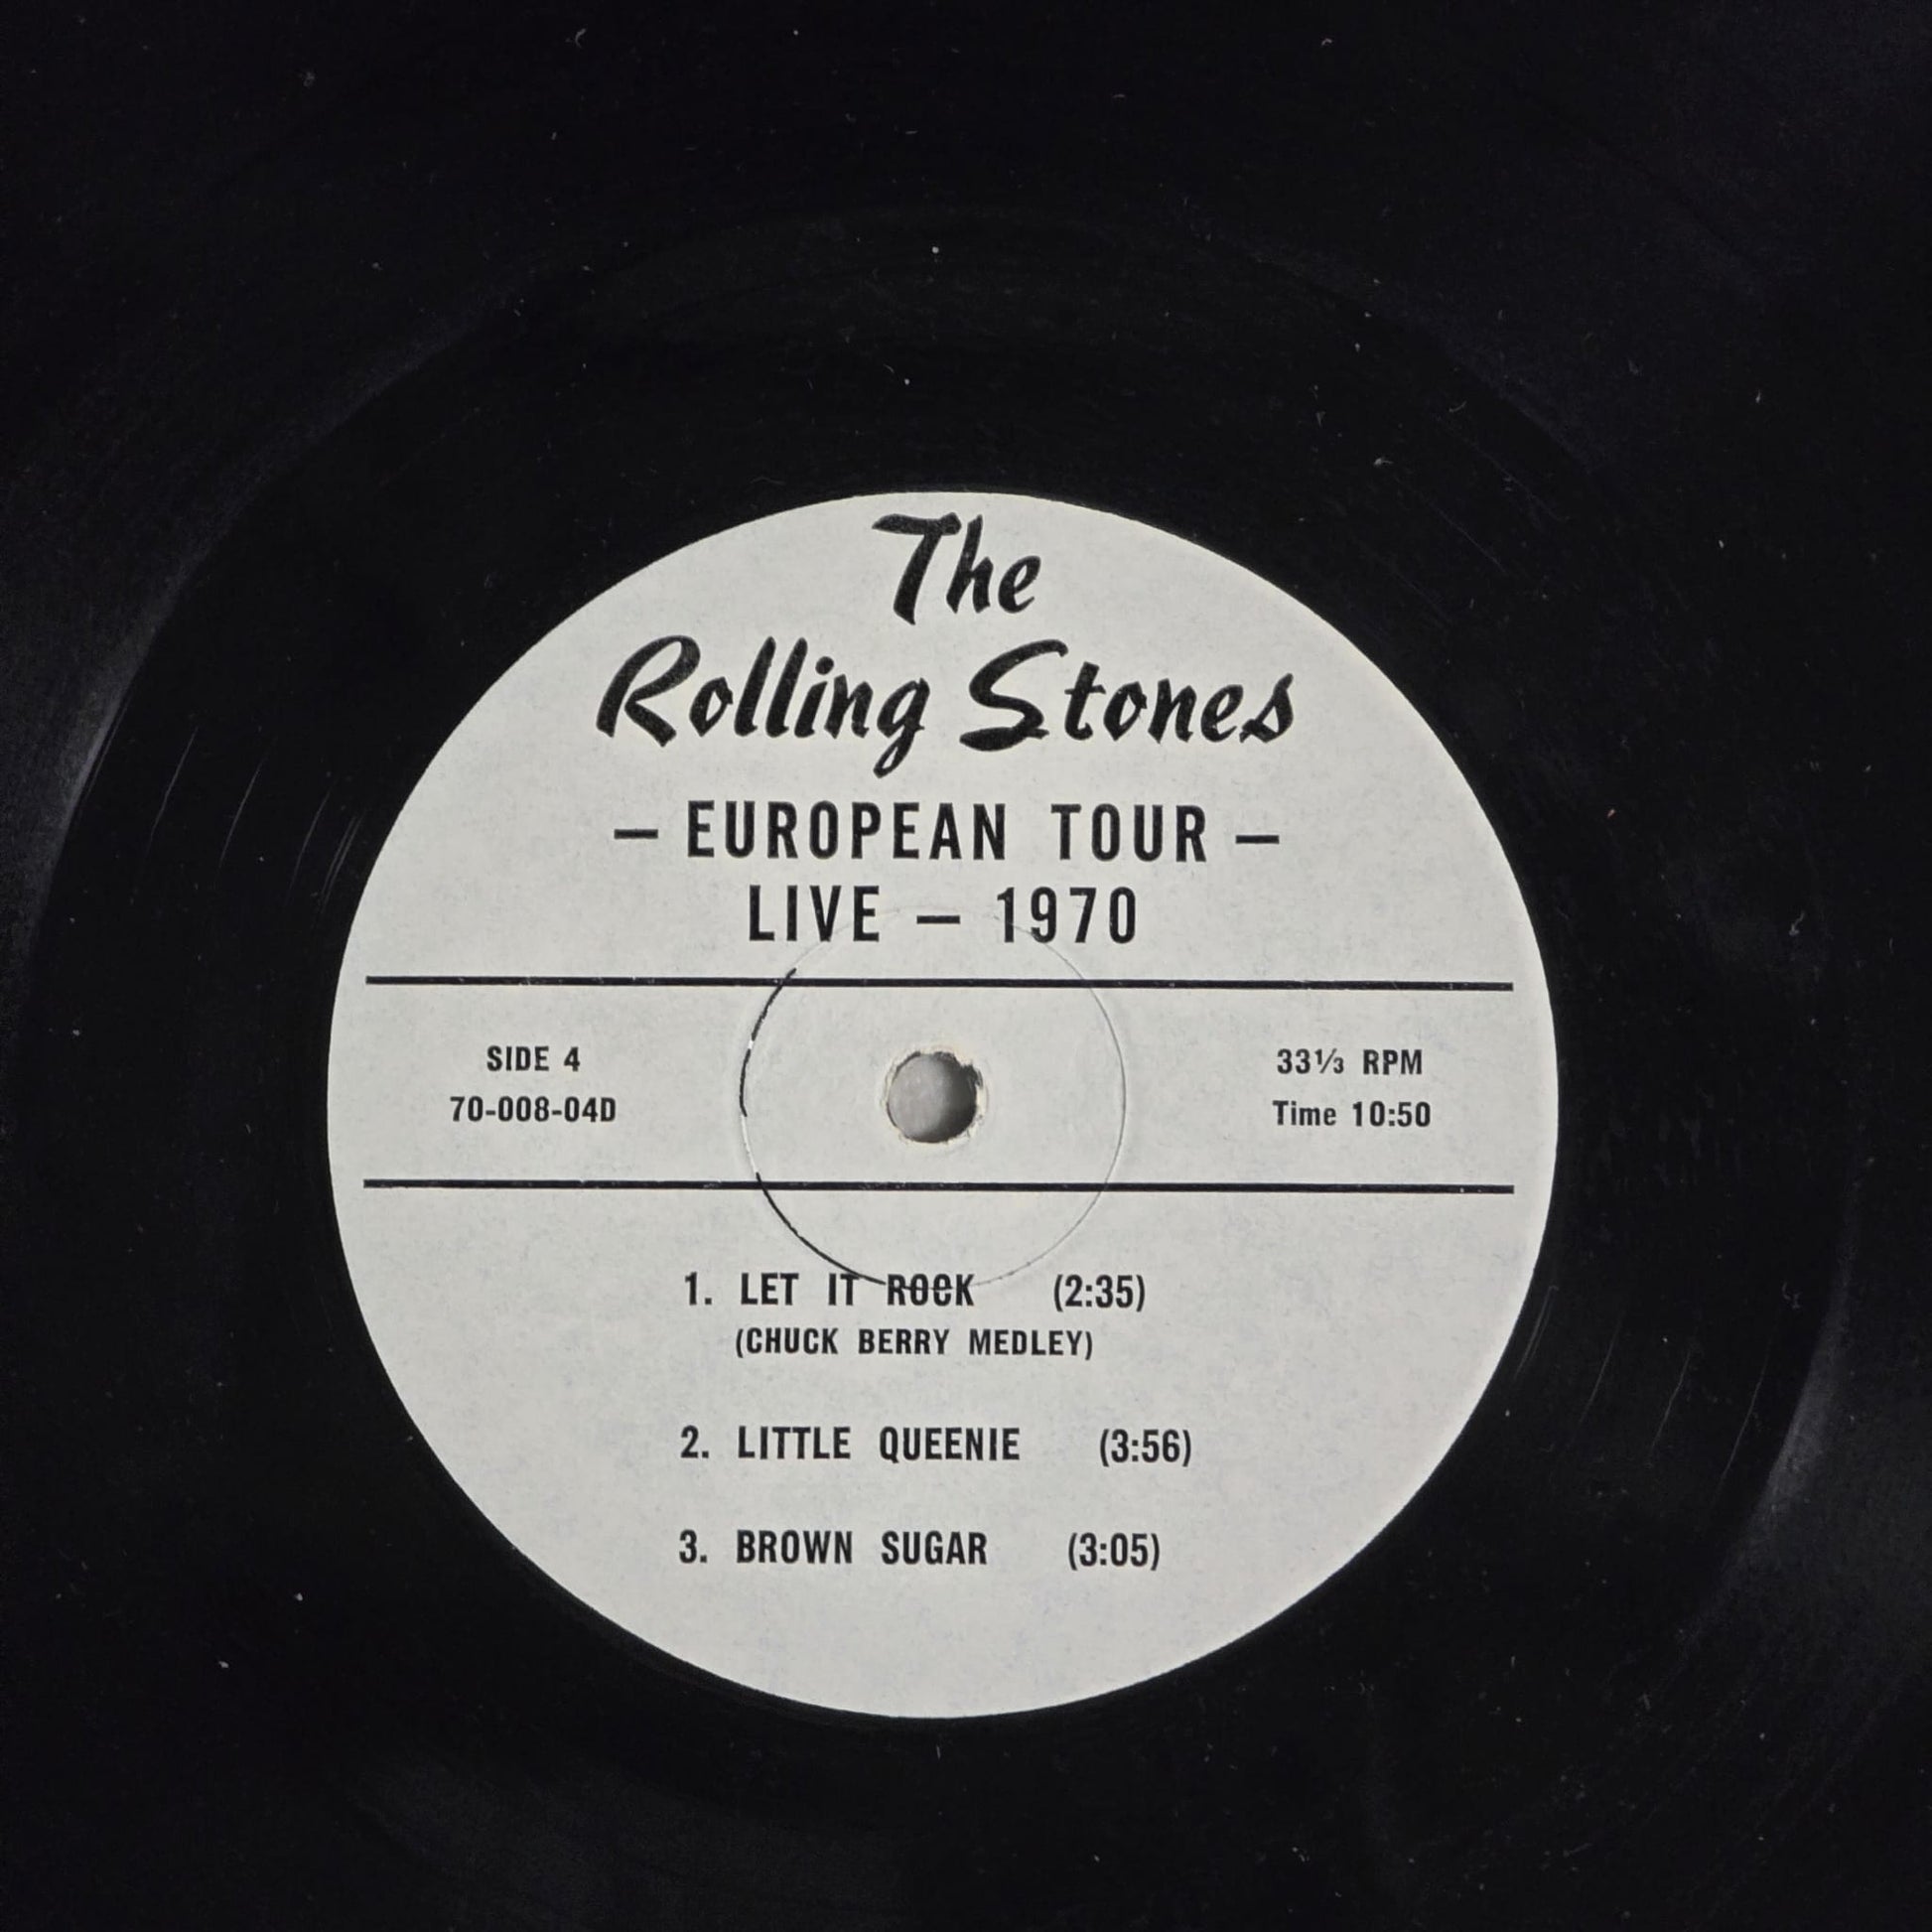 The
Rolling Stones
— EUROPEAN TOUR —
LIVE — 1970
SIDE 4
70-008-04D
33⅓ RPM
Time 10:50
1. LET IT ROCK (2:35)
(CHUCK BERRY MEDLEY)
2. LITTLE QUEENIE (3:56)
3. BROWN SUGAR (3:05)